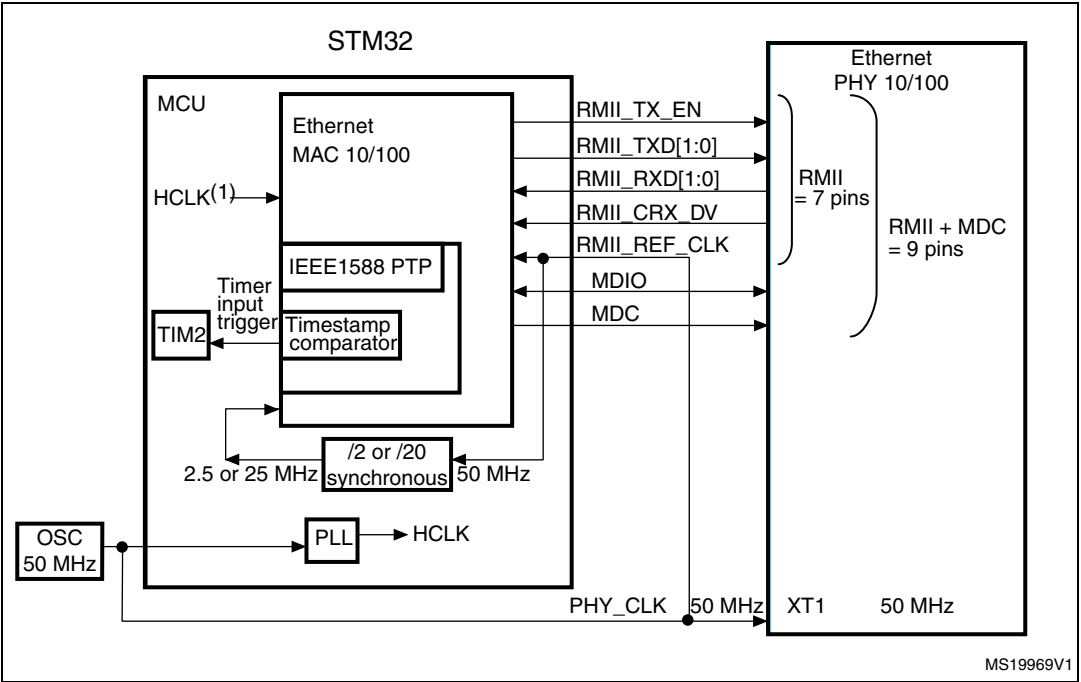 STM32
MCU
Ethernet
MAC 10/100
HCLK(1)
IEEE1588 PTP
Timer
input
trigger
TIM2
Timestamp
comparator
/2 or /20
synchronous
2.5 or 25 MHz
50 MHz
OSC
50 MHz
PLL
HCLK
RMII_TX_EN
RMII_TXD[1:0]
RMII_RXD[1:0]
RMII_CRX_DV
RMII_REF_CLK
MDIO
MDC
PHY_CLK
50 MHz
Ethernet
PHY 10/100
RMII
= 7 pins
RMII + MDC
= 9 pins
XT1
50 MHz
MS19969V1